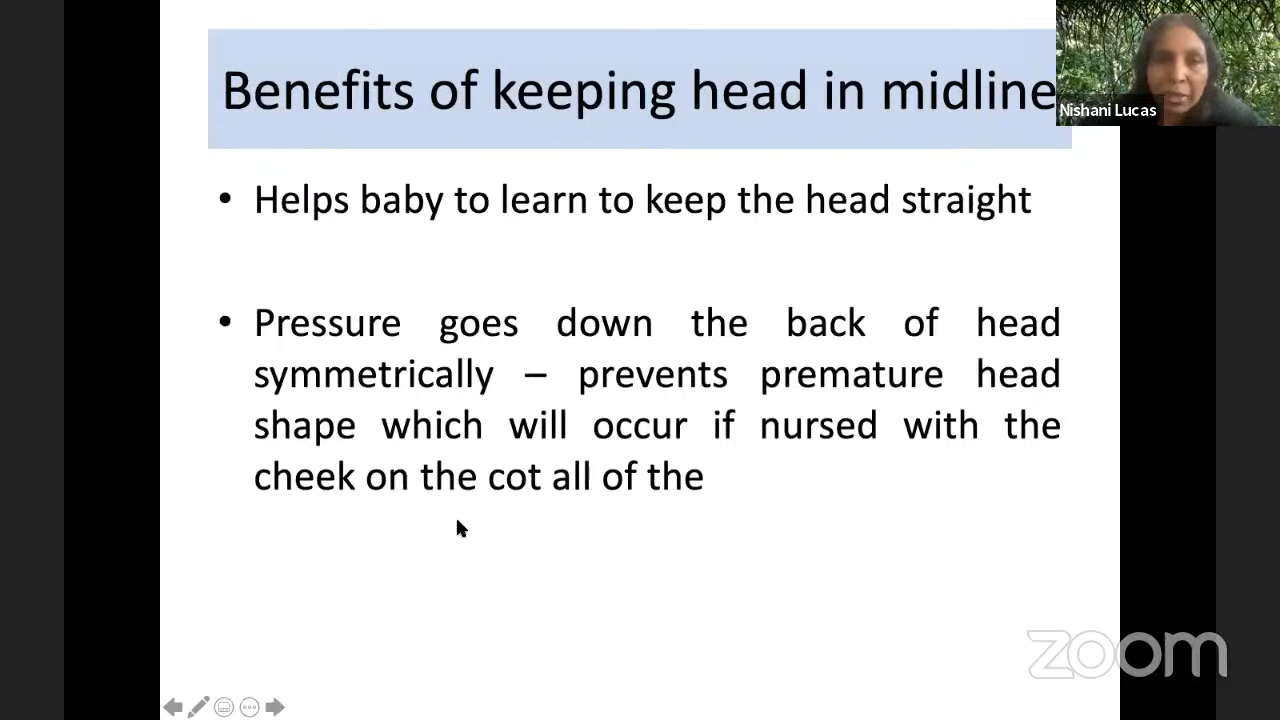 Benefits of keeping head in midline
Nishani Lucas
• Helps baby to learn to keep the head straight
• Pressure goes down the back of head
symmetrically – prevents premature head
shape which will occur if nursed with the
cheek on the cot all of the
zoom